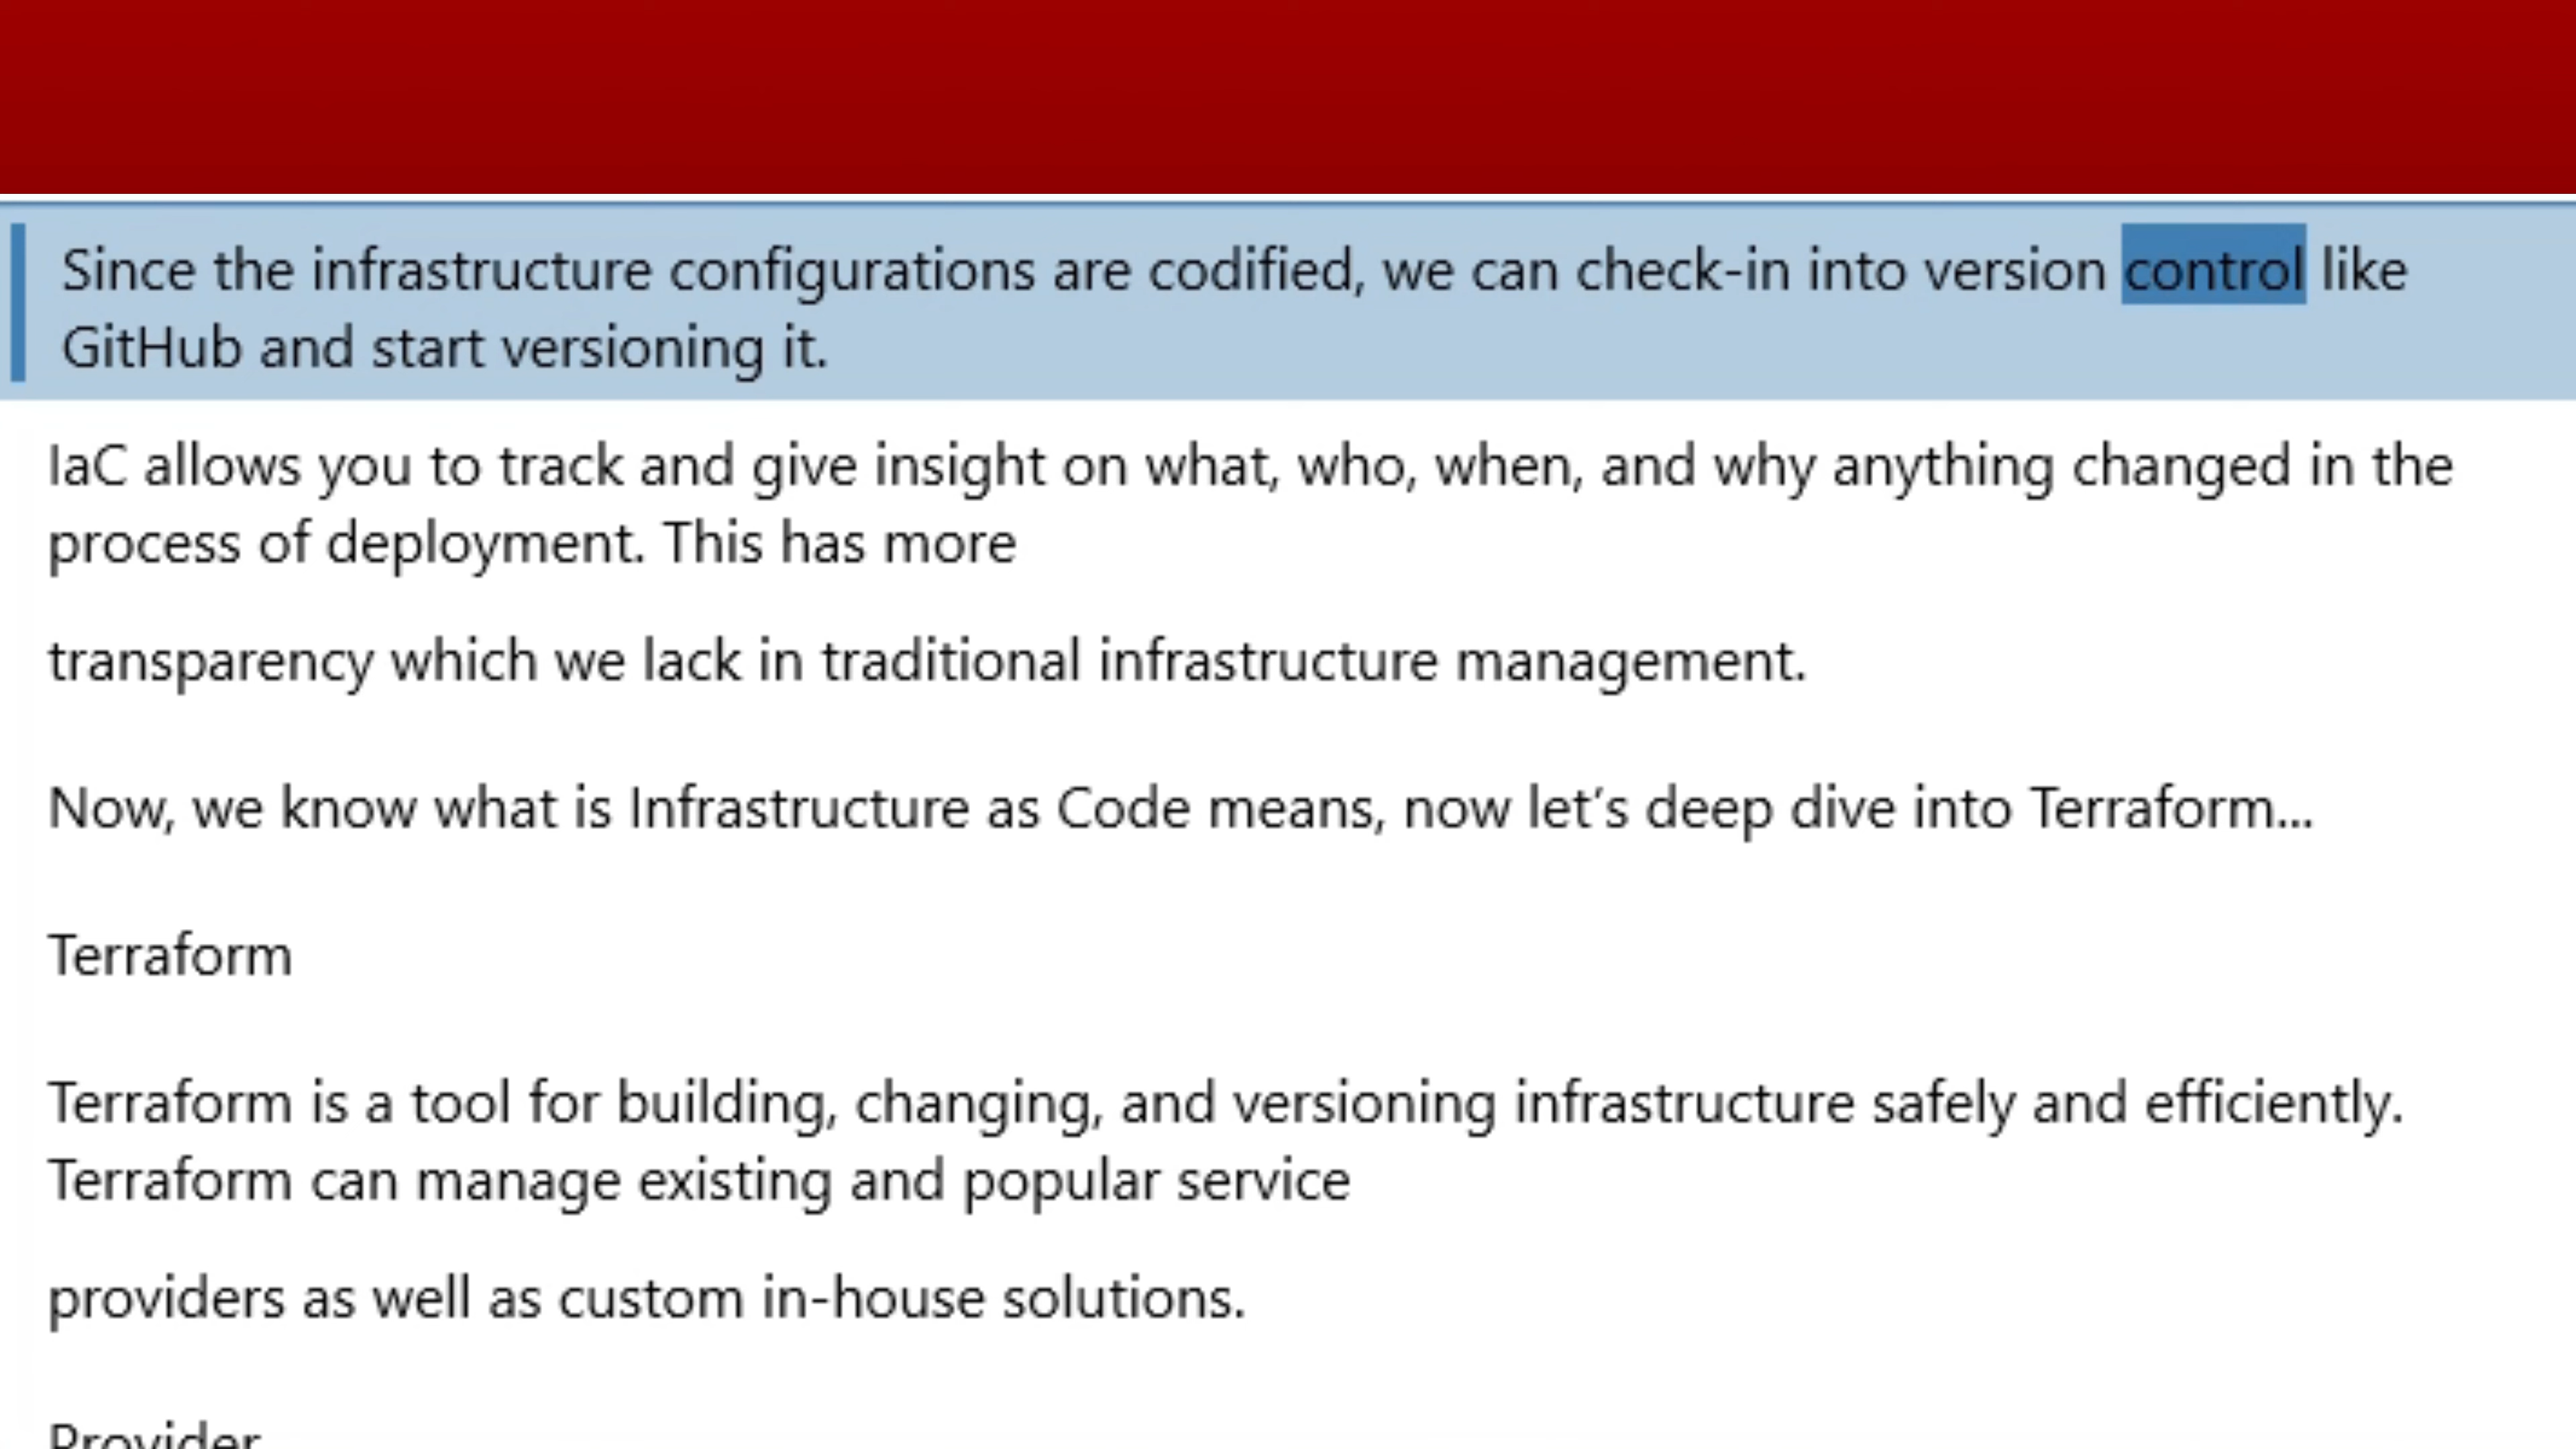 Since the infrastructure configurations are codified, we can check-in into version control like
GitHub and start versioning it.
IaC allows you to track and give insight on what, who, when, and why anything changed in the
process of deployment. This has more
transparency which we lack in traditional infrastructure management.
Now, we know what is Infrastructure as Code means, now let’s deep dive into Terraform...
Terraform
Terraform is a tool for building, changing, and versioning infrastructure safely and efficiently.
Terraform can manage existing and popular service
providers as well as custom in-house solutions.
Provider